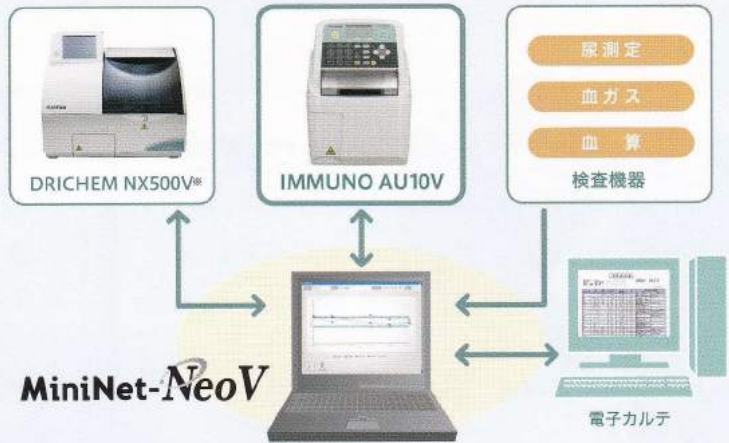 DRICHEM NX500V※
IMMUNO AU10V
尿測定
血ガス
血算
検査機器
MiniNet-NeoV
電子カルテ